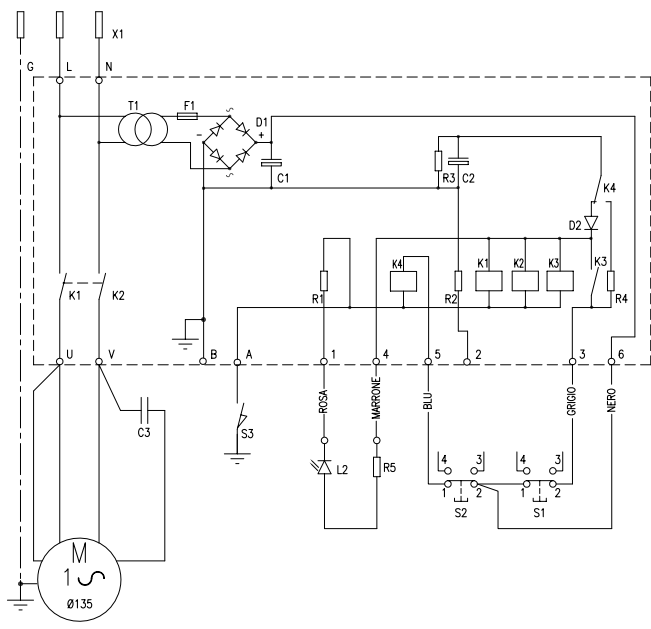 X1
G L N
T1 F1
D1
- +
C1
R3 C2
K4
D2
K4 K1 K2 K3 K3
R1 R2 R4
K1 K2
U V B A 1 4 5 2 3 6
ROSA MARRONE BLU GRIGIO NERO
C3 S3
L2 R5
4 3 4 3
1 2 1 2
S2 S1
M
1
Ø135